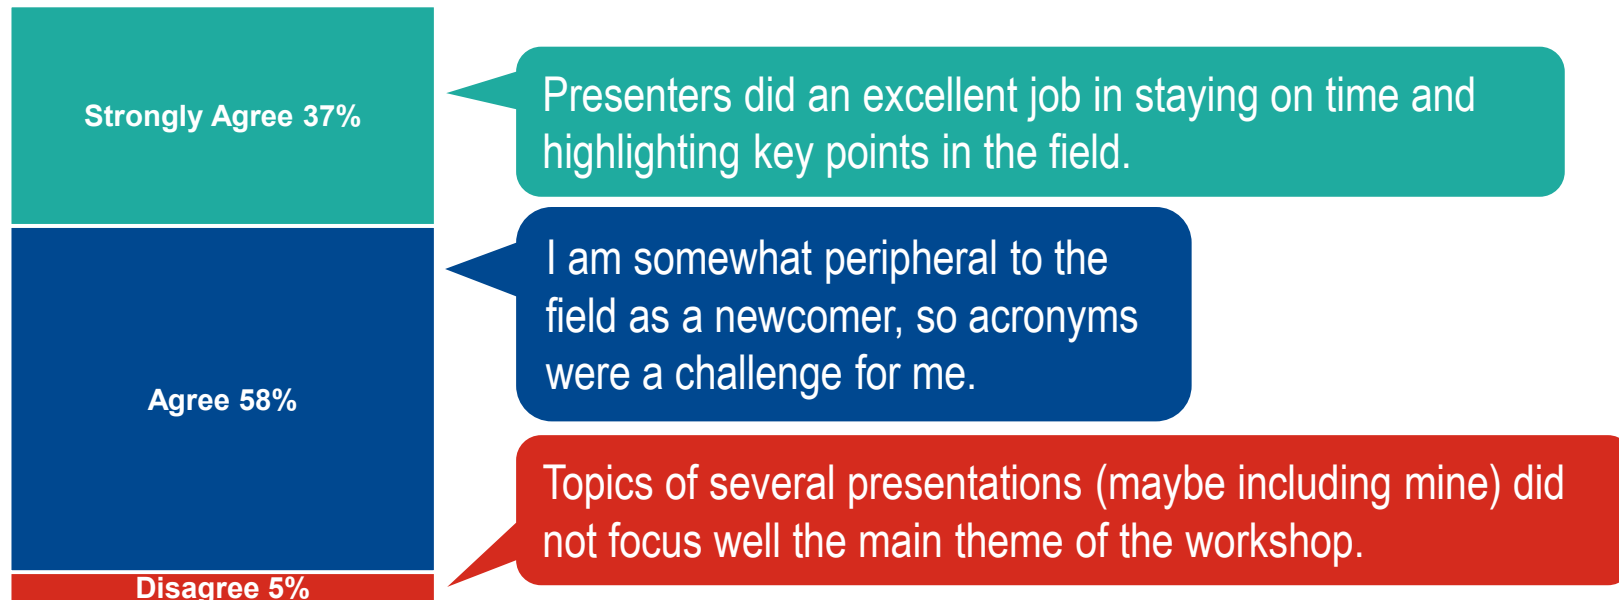 Strongly Agree 37%
Presenters did an excellent job in staying on time and
highlighting key points in the field.
Agree 58%
I am somewhat peripheral to the
field as a newcomer, so acronyms
were a challenge for me.
Disagree 5%
Topics of several presentations (maybe including mine) did
not focus well the main theme of the workshop.